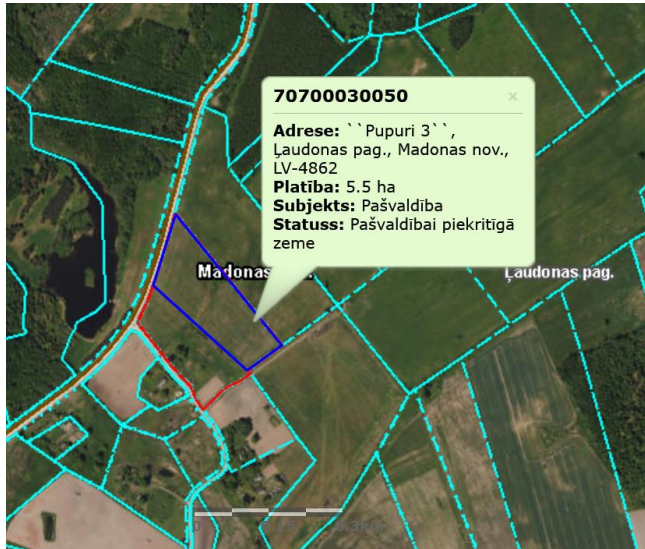 70700030050 ×
Adrese: ``Pupuri 3``,
Ļaudonas pag., Madonas nov.,
LV-4862
Platība: 5.5 ha
Subjekts: Pašvaldība
Statuss: Pašvaldībai piekritīgā
zeme
Ļaudonas pag.